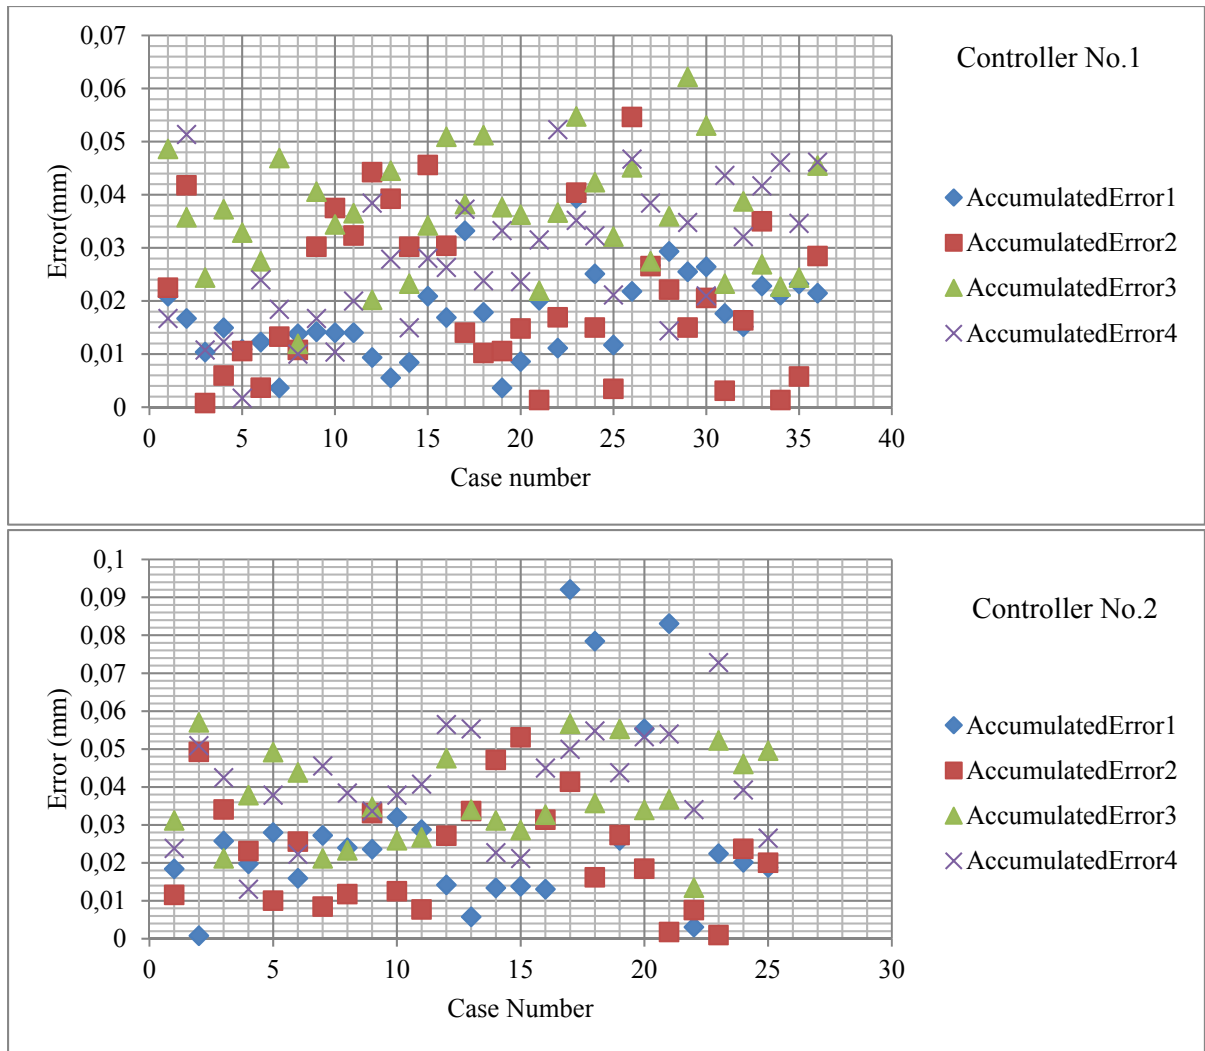 0,07
0,06
0,05
0,04
0,03
0,02
0,01
0
Error(mm)
0 5 10 15 20 25 30 35 40
Case number
Controller No.1
AccumulatedError1
AccumulatedError2
AccumulatedError3
AccumulatedError4
0,1
0,09
0,08
0,07
0,06
0,05
0,04
0,03
0,02
0,01
0
Error (mm)
0 5 10 15 20 25 30
Case Number
Controller No.2
AccumulatedError1
AccumulatedError2
AccumulatedError3
AccumulatedError4